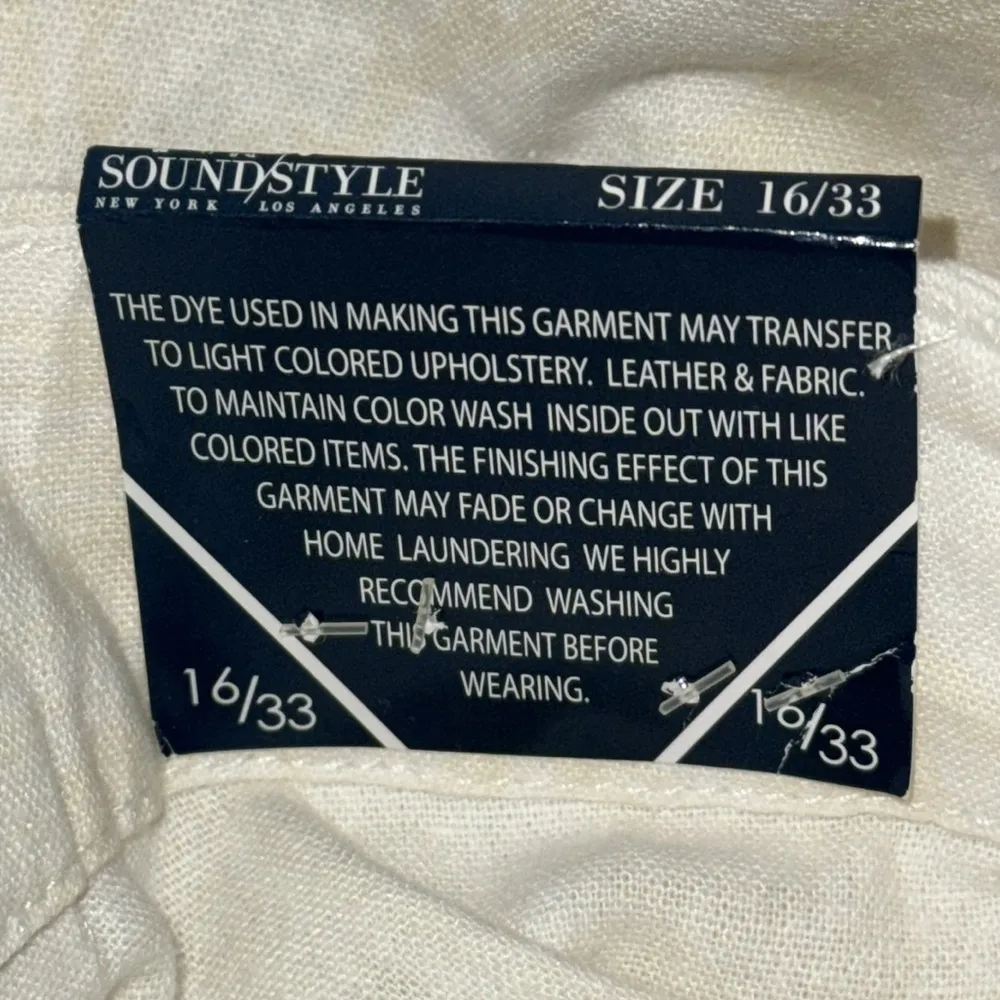 SOUND/STYLE
NEW YORK LOS ANGELES
SIZE 16/33
THE DYE USED IN MAKING THIS GARMENT MAY TRANSFER
TO LIGHT COLORED UPHOLSTERY. LEATHER & FABRIC.
TO MAINTAIN COLOR WASH INSIDE OUT WITH LIKE
COLORED ITEMS. THE FINISHING EFFECT OF THIS
GARMENT MAY FADE OR CHANGE WITH
HOME LAUNDERING WE HIGHLY
RECOMMEND WASHING
THIS GARMENT BEFORE
WEARING.
16/33
16/33